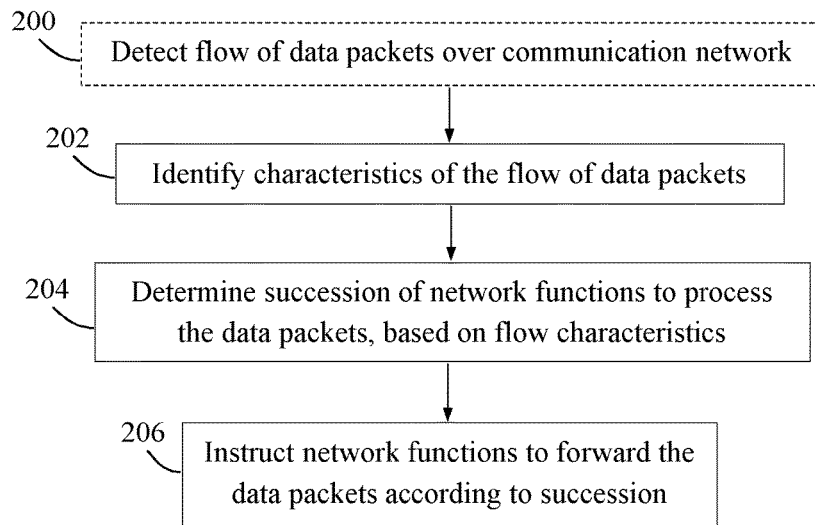 200
Detect flow of data packets over communication network
202
Identify characteristics of the flow of data packets
204
Determine succession of network functions to process
the data packets, based on flow characteristics
206
Instruct network functions to forward the
data packets according to succession